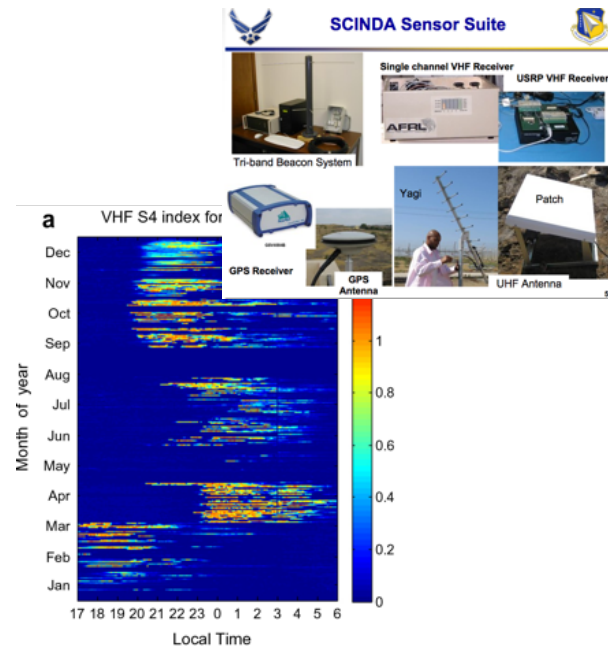 SCINDA Sensor Suite
Single channel VHF Receiver
USRP VHF Receiver
AFRL
Tri-band Beacon System
Yagi
Patch
GPS Receiver
GPS
Antenna
UHF Antenna
a
VHF S4 index for
Dec
Nov
Oct
Sep
Aug
Jul
Jun
May
Apr
Mar
Feb
Jan
Month of year
1
0.8
0.6
0.4
0.2
0
17 18 19 20 21 22 23 0 1 2 3 4 5 6
Local Time